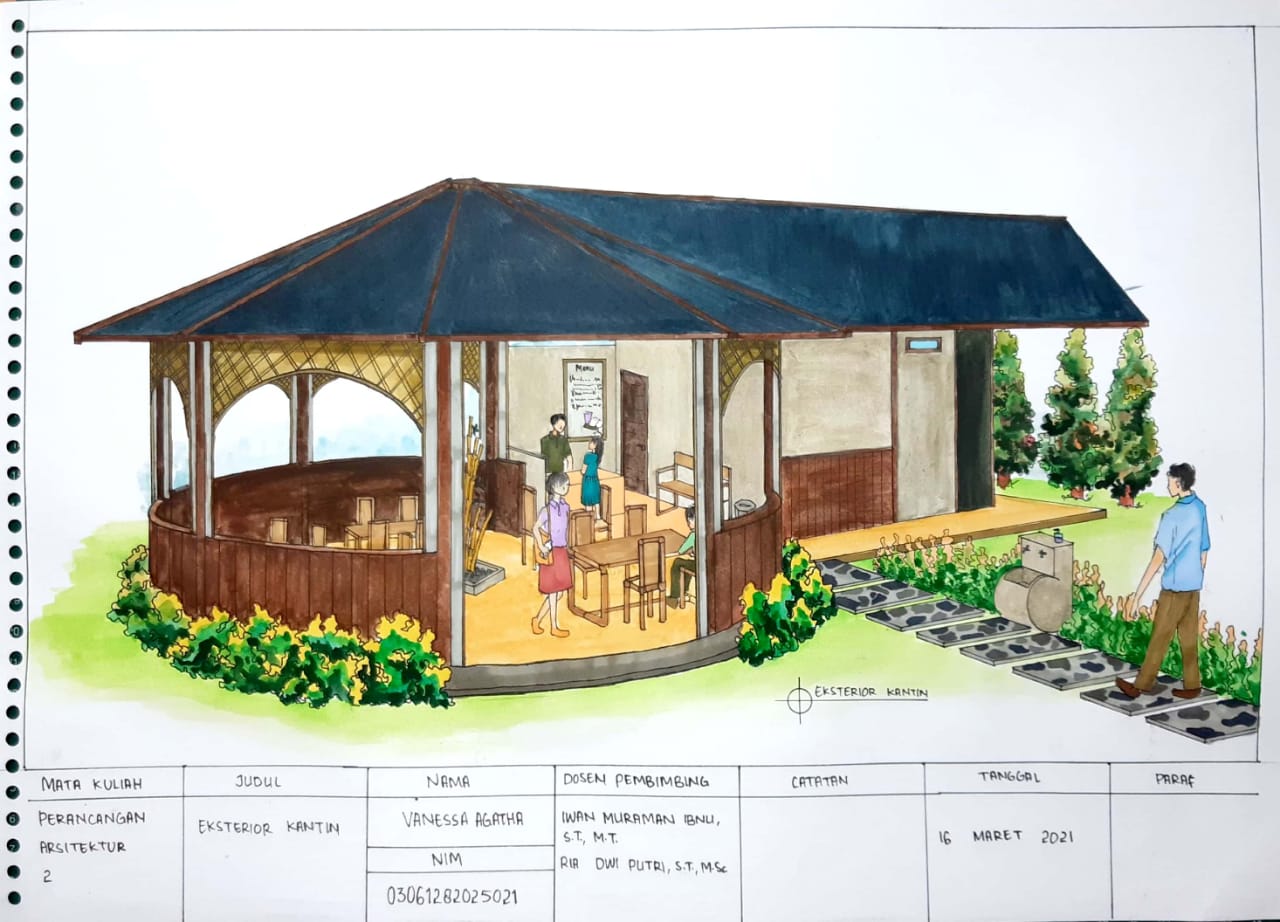 MENU
EKSTERIOR KANTIN
MATA KULIAH
PERANCANGAN
ARSITEKTUR
2
JUDUL
EKSTERIOR KANTIN
NAMA
VANESSA AGATHA
NIM
03061282025021
DOSEN PEMBIMBING
IWAN MURAMAN IBNU,
S.T., M.T.
RIA DWI PUTRI, S.T., M.Sc
CATATAN
TANGGAL
16 MARET 2021
PARAF